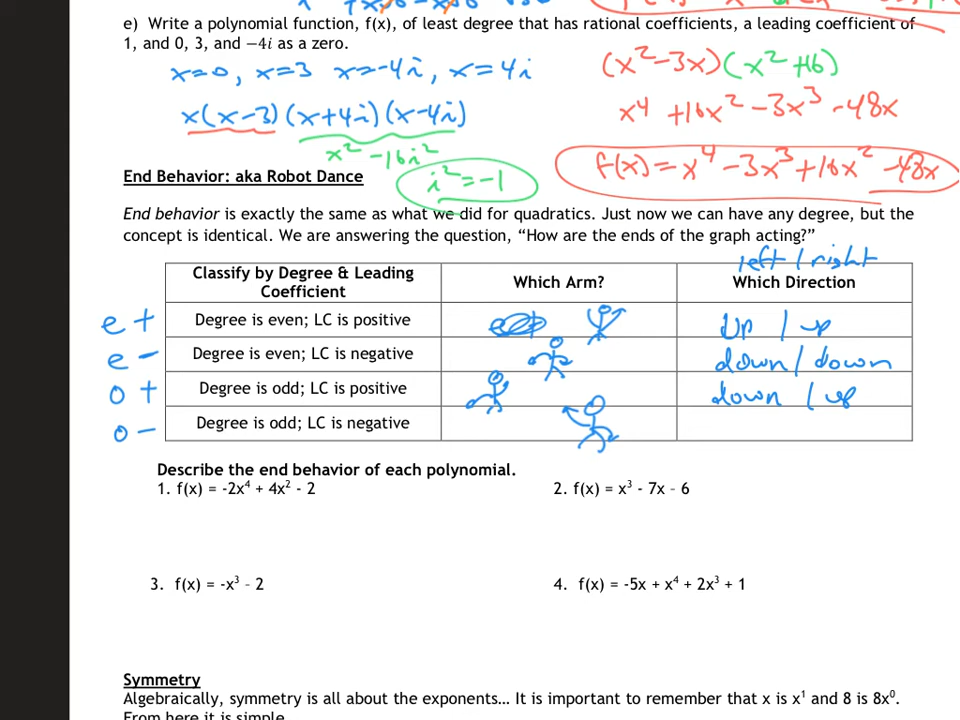 e) Write a polynomial function, f(x), of least degree that has rational coefficients, a leading coefficient of
1, and 0, 3, and −4i as a zero.
x=0, x=3 x=-4i, x=4i
(x²-3x)(x²+16)
x(x-3)(x+4i)(x-4i)
x⁴ +16x² -3x³ -48x
x² -16i²
i²=-1
f(x)=x⁴-3x³+16x²-48x
End Behavior: aka Robot Dance
End behavior is exactly the same as what we did for quadratics. Just now we can have any degree, but the
concept is identical. We are answering the question, “How are the ends of the graph acting?”
left / right
Classify by Degree & Leading Coefficient Which Arm? Which Direction
e + Degree is even; LC is positive Up / up
e - Degree is even; LC is negative down / down
o + Degree is odd; LC is positive down / up
o - Degree is odd; LC is negative
Describe the end behavior of each polynomial.
1. f(x) = -2x⁴ + 4x² - 2 2. f(x) = x³ - 7x – 6
3. f(x) = -x³ – 2 4. f(x) = -5x + x⁴ + 2x³ + 1
Symmetry
Algebraically, symmetry is all about the exponents… It is important to remember that x is x¹ and 8 is 8x⁰.
From here it is simple